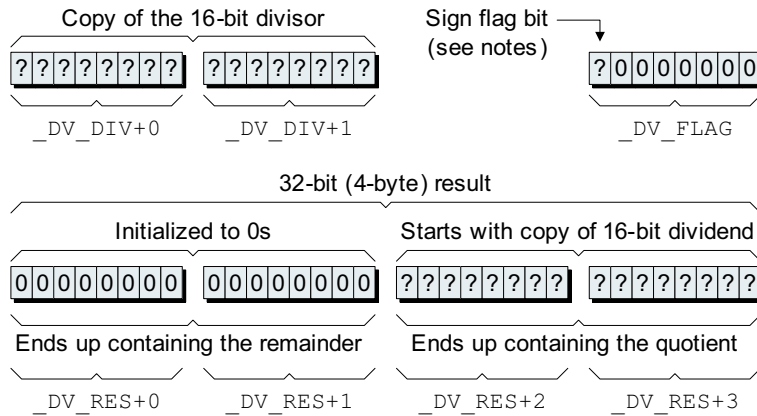 Copy of the 16-bit divisor
Sign flag bit
(see notes)
? ? ? ? ? ? ? ? ? ? ? ? ? ? ? ? ? 0 0 0 0 0 0 0
_DV_DIV+0 _DV_DIV+1 _DV_FLAG
32-bit (4-byte) result
Initialized to 0s Starts with copy of 16-bit dividend
0 0 0 0 0 0 0 0 0 0 0 0 0 0 0 0 ? ? ? ? ? ? ? ? ? ? ? ? ? ? ? ?
Ends up containing the remainder Ends up containing the quotient
_DV_RES+0 _DV_RES+1 _DV_RES+2 _DV_RES+3